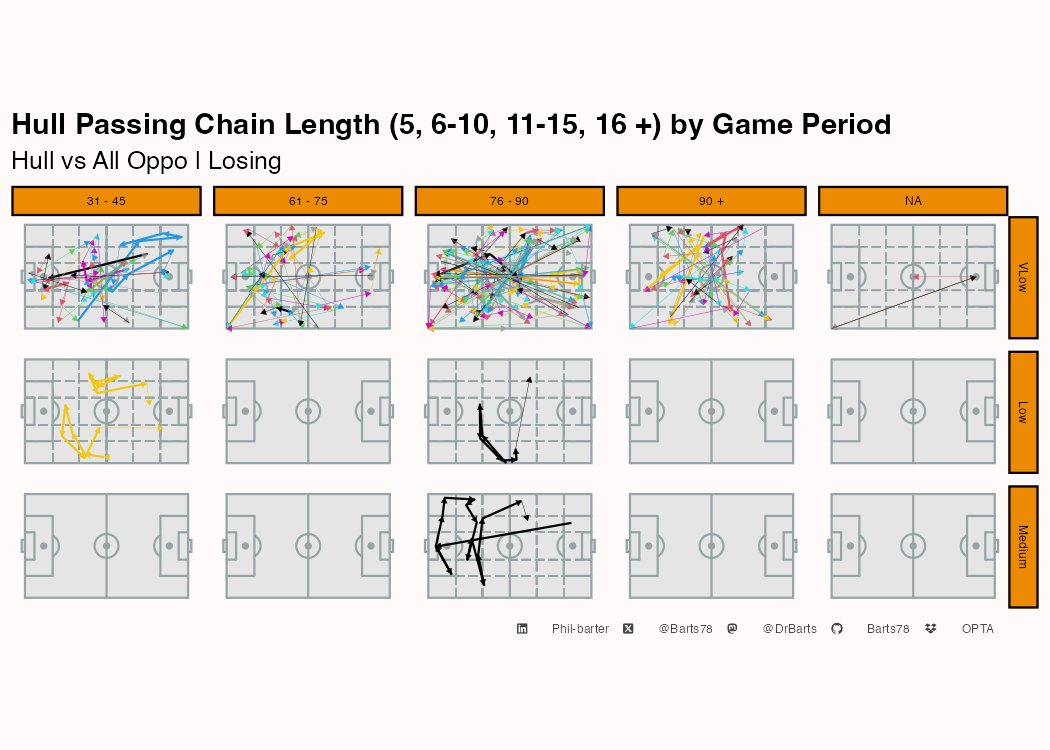 Hull Passing Chain Length (5, 6-10, 11-15, 16 +) by Game Period
Hull vs All Oppo | Losing
31 - 45
61 - 75
76 - 90
90 +
NA
VLow
Low
Medium
Phil-barter @Barts78 @DrBarts Barts78 OPTA